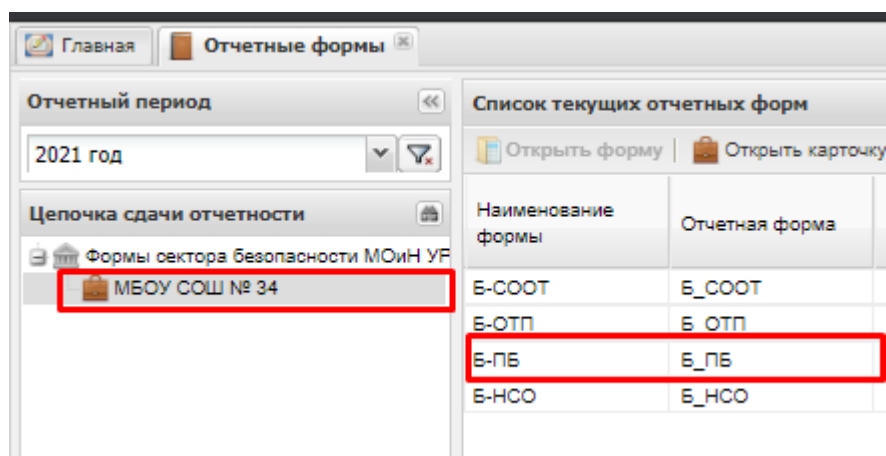 Главная
Отчетные формы
Отчетный период
2021 год
Цепочка сдачи отчетности
Формы сектора безопасности МОиН УР
МБОУ СОШ № 34
Список текущих отчетных форм
Открыть форму
Открыть карточку
Наименование
формы
Отчетная форма
Б-СООТ Б_СООТ
Б-ОТП Б_ОТП
Б-ПБ Б_ПБ
Б-НСО Б_НСО